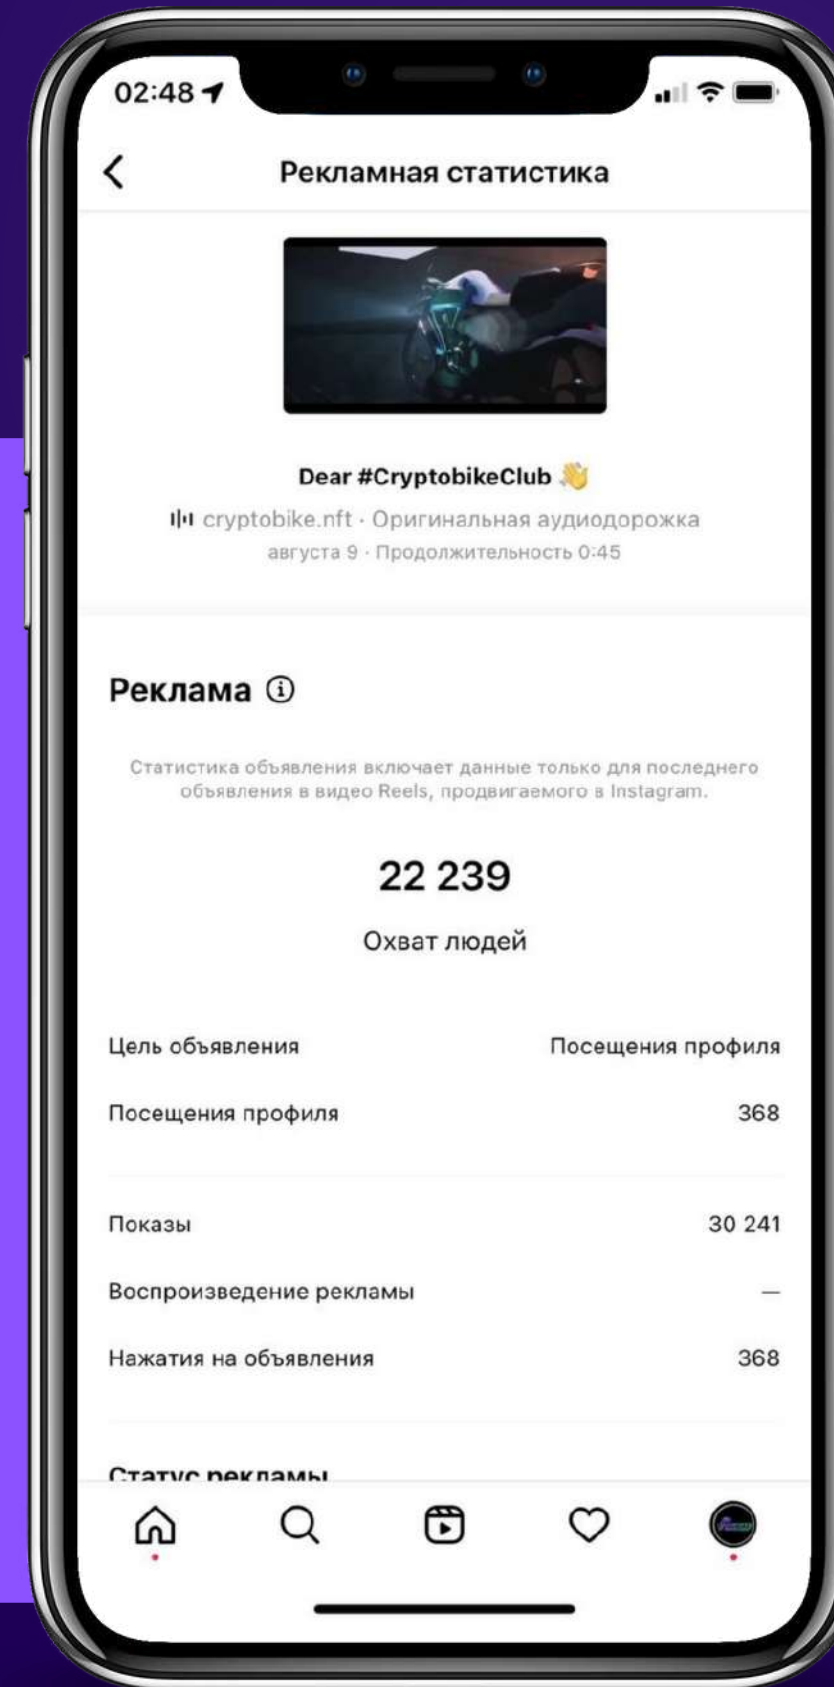 02:48
Рекламная статистика
Dear #CryptobikeClub 👋
cryptobike.nft · Оригинальная аудиодорожка
августа 9 · Продолжительность 0:45
Реклама
Статистика объявления включает данные только для последнего
объявления в видео Reels, продвигаемого в Instagram.
22 239
Охват людей
Цель объявления Посещения профиля
Посещения профиля 368
Показы 30 241
Воспроизведение рекламы —
Нажатия на объявления 368
Статус рекламы